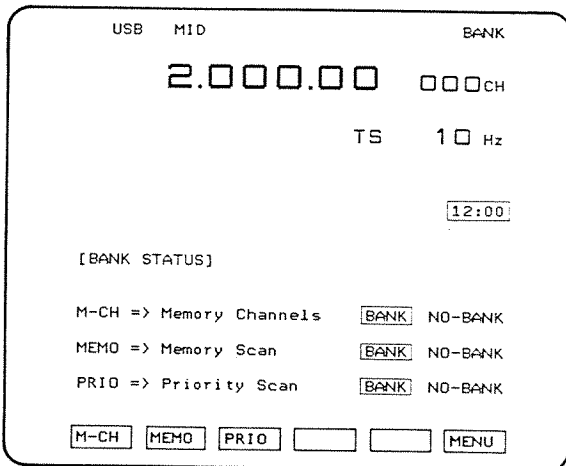 USB MID BANK
2.000.00 000CH
TS 10 Hz
12:00
[BANK STATUS]
M-CH => Memory Channels BANK NO-BANK
MEMO => Memory Scan BANK NO-BANK
PRIO => Priority Scan BANK NO-BANK
M-CH MEMO PRIO MENU